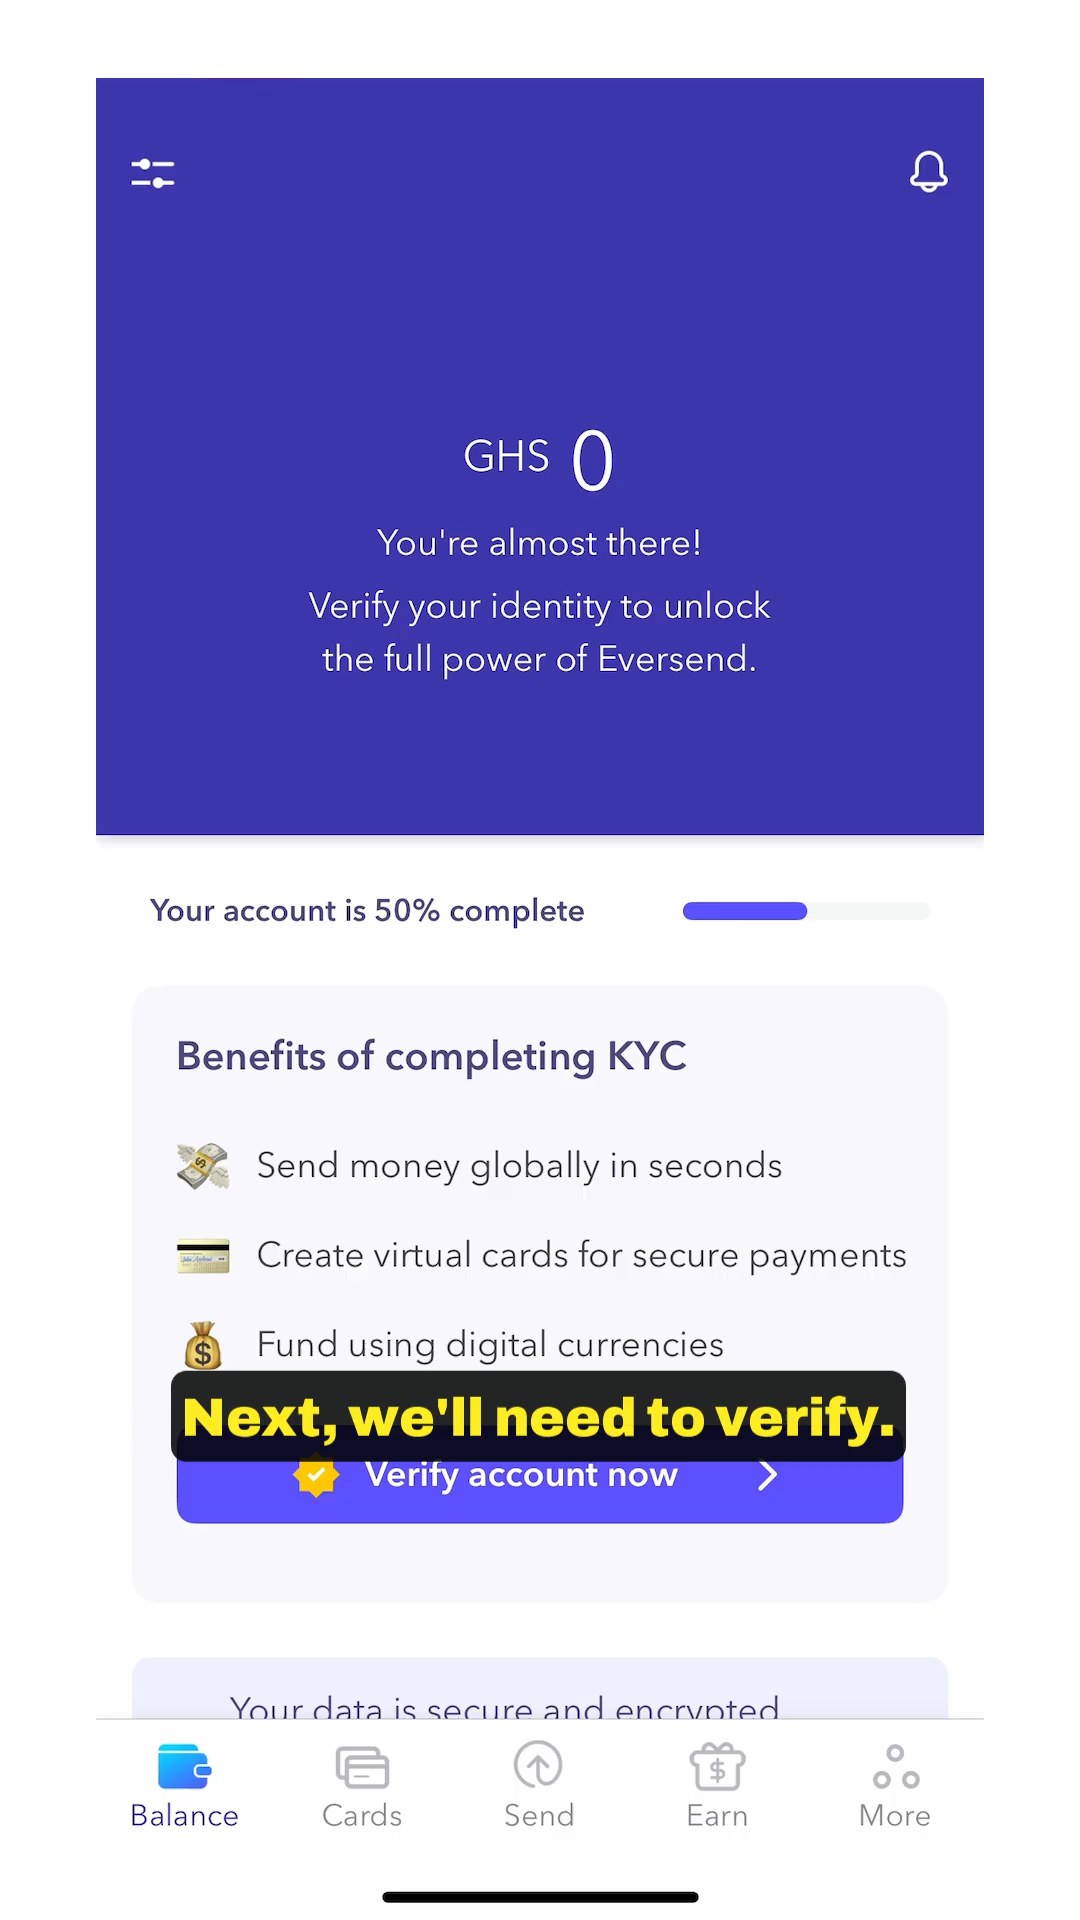 GHS 0
You're almost there!
Verify your identity to unlock
the full power of Eversend.
Your account is 50% complete
Benefits of completing KYC
Send money globally in seconds
Create virtual cards for secure payments
Fund using digital currencies
Next, we'll need to verify.
Verify account now
Your data is secure and encrypted
Balance
Cards
Send
Earn
More